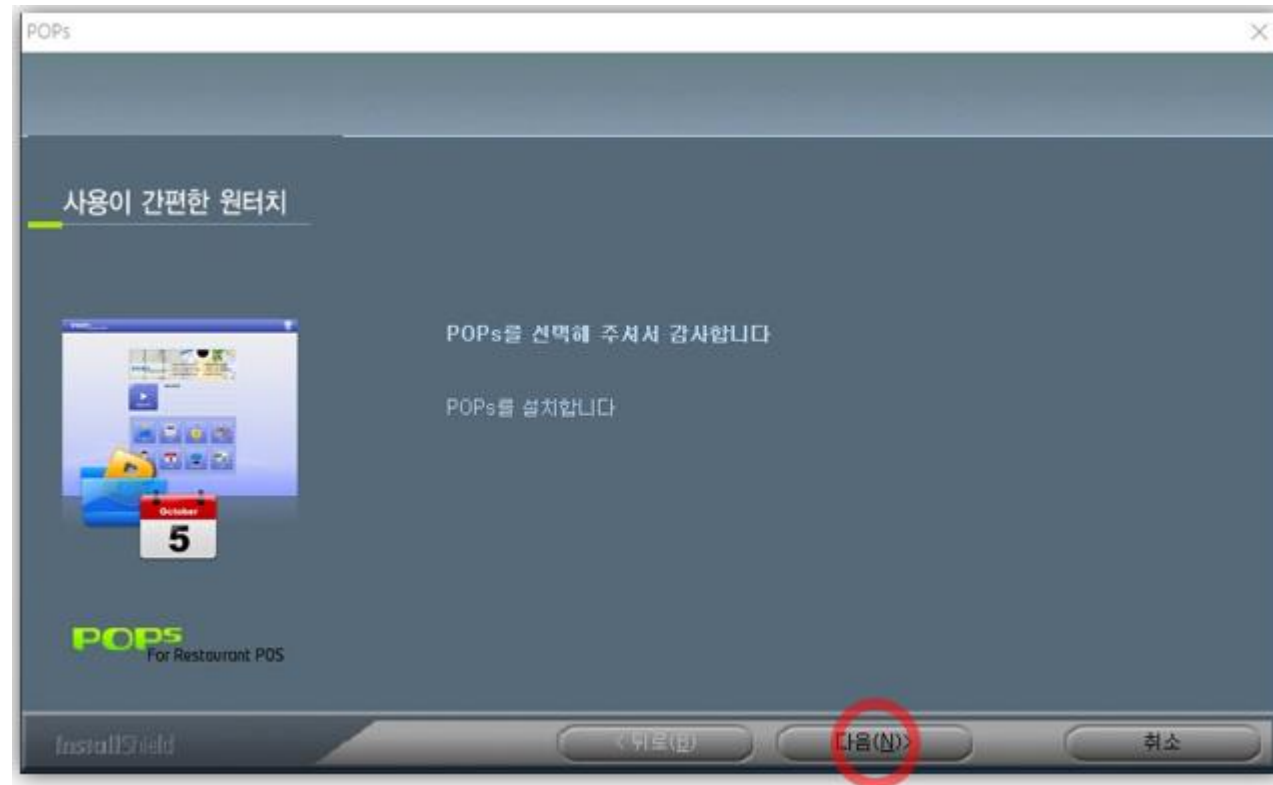 POPs
사용이 간편한 원터치
POPs를 선택해 주셔서 감사합니다
POPs를 설치합니다
October
5
POPs
For Restaurant POS
InstallShield
< 뒤로(B)
다음(N)>
취소